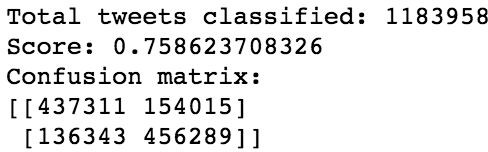 Total tweets classified: 1183958
Score: 0.758623708326
Confusion matrix:
[[437311 154015]
 [136343 456289]]